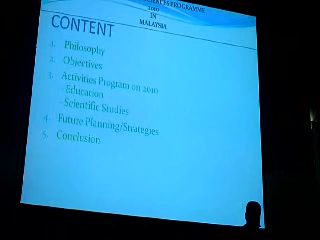 PROGRAMME
2010
IN
MALAYSIA
CONTENT
1. Philosophy
2. Objectives
3. Activities Program on 2010
- Education
- Scientific Studies
4. Future Planning/Strategies
5. Conclusion